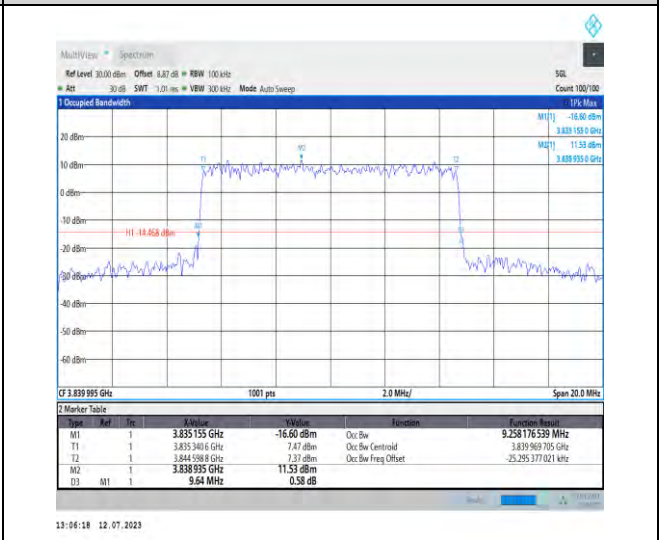 MultiView Spectrum
Ref Level 30.00 dBm Offset 8.87 dB RBW 100 kHz SGL
Att 30 dB SWT 1.01 ms VBW 300 kHz Mode Auto Sweep Count 100/100
1 Occupied Bandwidth 1Pk Max
M1[1] -16.60 dBm
3.835 155 0 GHz
M2[1] 11.53 dBm
3.838 935 0 GHz
20 dBm
M2
T1 T2
10 dBm
0 dBm
-10 dBm
H1 -14.468 dBm
-20 dBm
-30 dBm
-40 dBm
-50 dBm
-60 dBm
CF 3.839 995 GHz 1001 pts 2.0 MHz/ Span 20.0 MHz
2 Marker Table
Type Ref Trc X-Value Y-Value Function Function Result
M1 1 3.835 155 GHz -16.60 dBm Occ Bw 9.258 176 539 MHz
T1 1 3.835 340 6 GHz 7.47 dBm Occ Bw Centroid 3.839 969 705 GHz
T2 1 3.844 598 8 GHz 7.37 dBm Occ Bw Freq Offset -25.295 377 021 kHz
M2 1 3.838 935 GHz 11.53 dBm
D3 M1 1 9.64 MHz 0.58 dB
13:06:18 12.07.2023